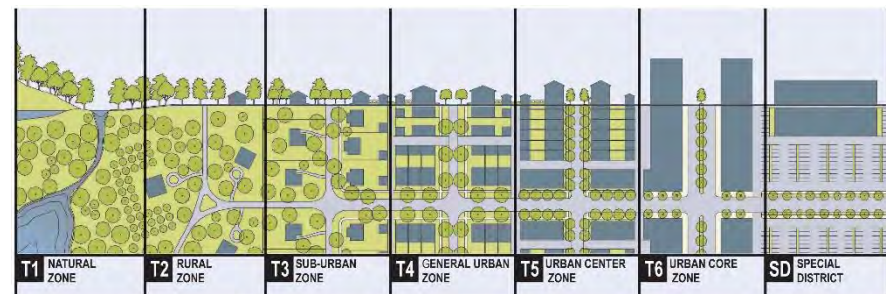 T1 NATURAL
ZONE
T2 RURAL
ZONE
T3 SUB-URBAN
ZONE
T4 GENERAL URBAN
ZONE
T5 URBAN CENTER
ZONE
T6 URBAN CORE
ZONE
SD SPECIAL
DISTRICT